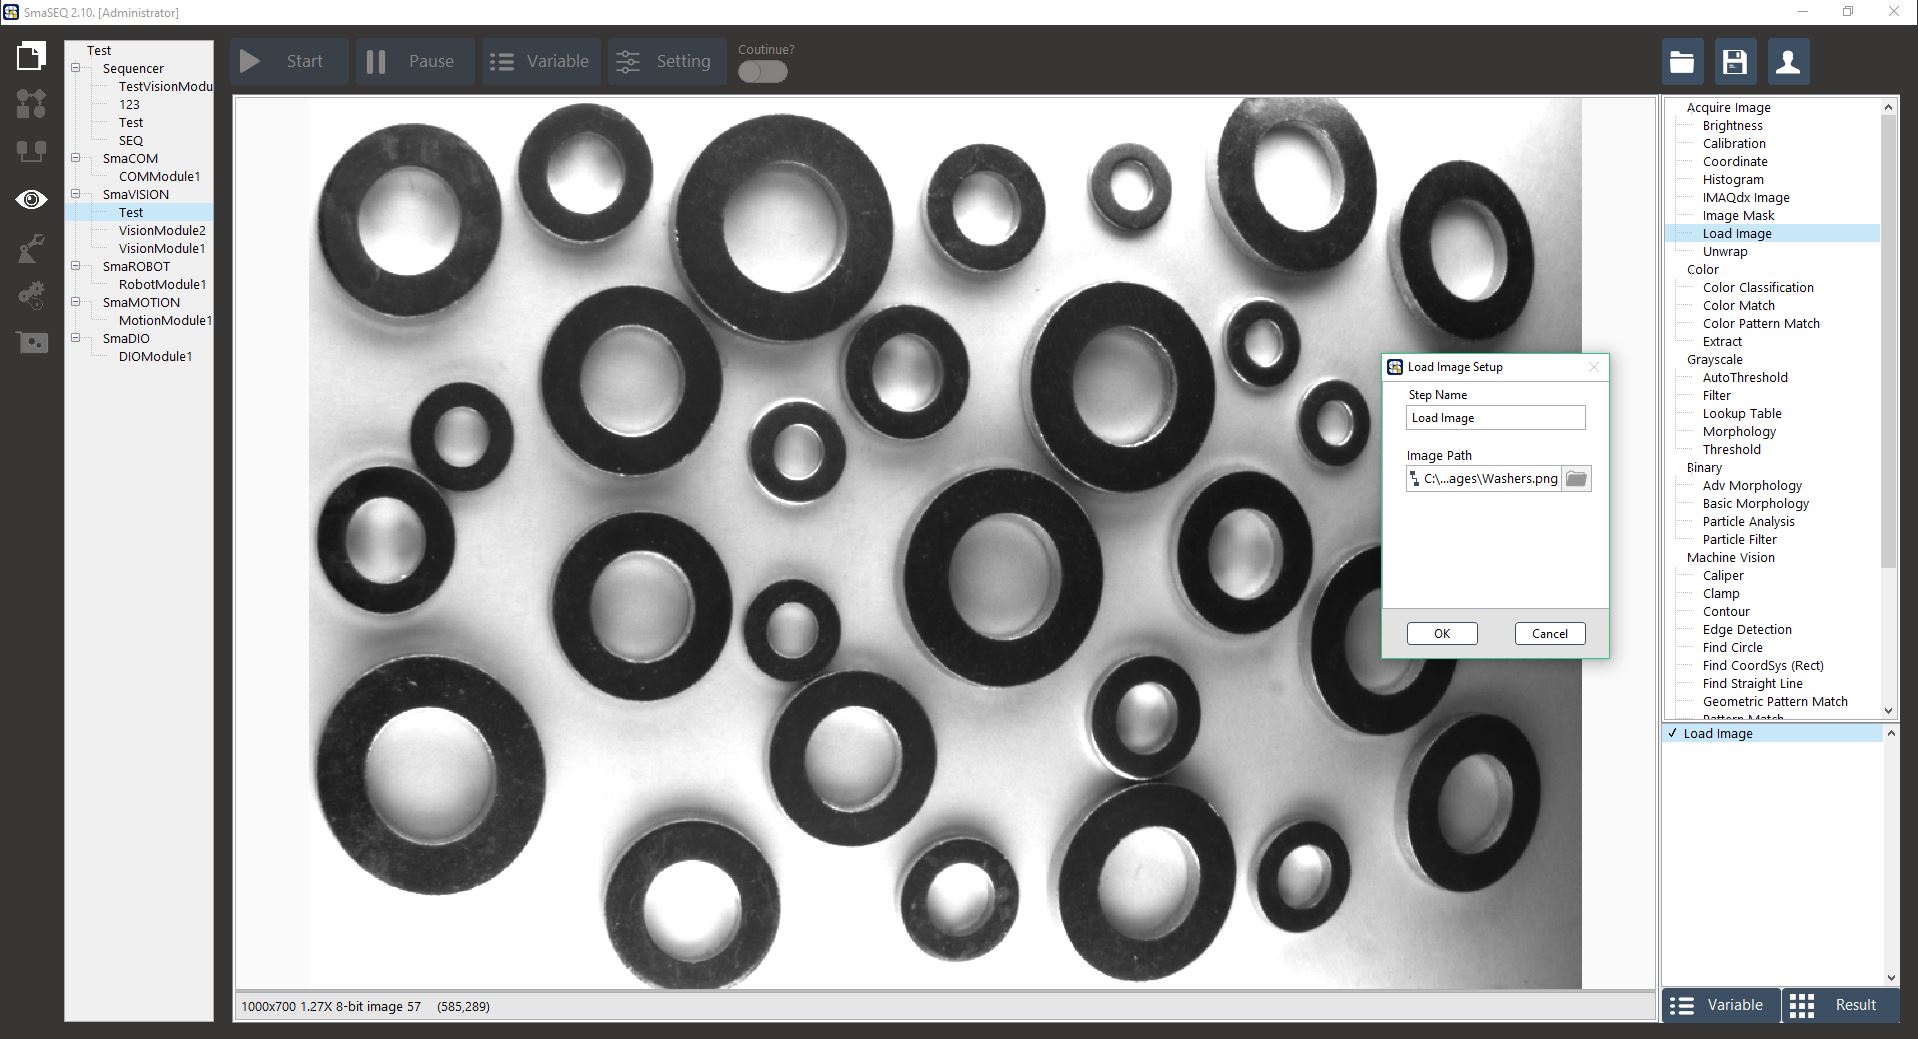 SmaSEQ 2.10. [Administrator]
Start
Pause
Variable
Setting
Coutinue?
Test
Sequencer
TestVisionModu
123
Test
SEQ
SmaCOM
COMModule1
SmaVISION
Test
VisionModule2
VisionModule1
SmaROBOT
RobotModule1
SmaMOTION
MotionModule1
SmaDIO
DIOModule1
Load Image Setup
Step Name
Load Image
Image Path
C:\...ages\Washers.png
OK
Cancel
1000x700 1.27X 8-bit image 57 (585,289)
Acquire Image
Brightness
Calibration
Coordinate
Histogram
IMAQdx Image
Image Mask
Load Image
Unwrap
Color
Color Classification
Color Match
Color Pattern Match
Extract
Grayscale
AutoThreshold
Filter
Lookup Table
Morphology
Threshold
Binary
Adv Morphology
Basic Morphology
Particle Analysis
Particle Filter
Machine Vision
Caliper
Clamp
Contour
Edge Detection
Find Circle
Find CoordSys (Rect)
Find Straight Line
Geometric Pattern Match
Pattern Match
✓ Load Image
Variable
Result